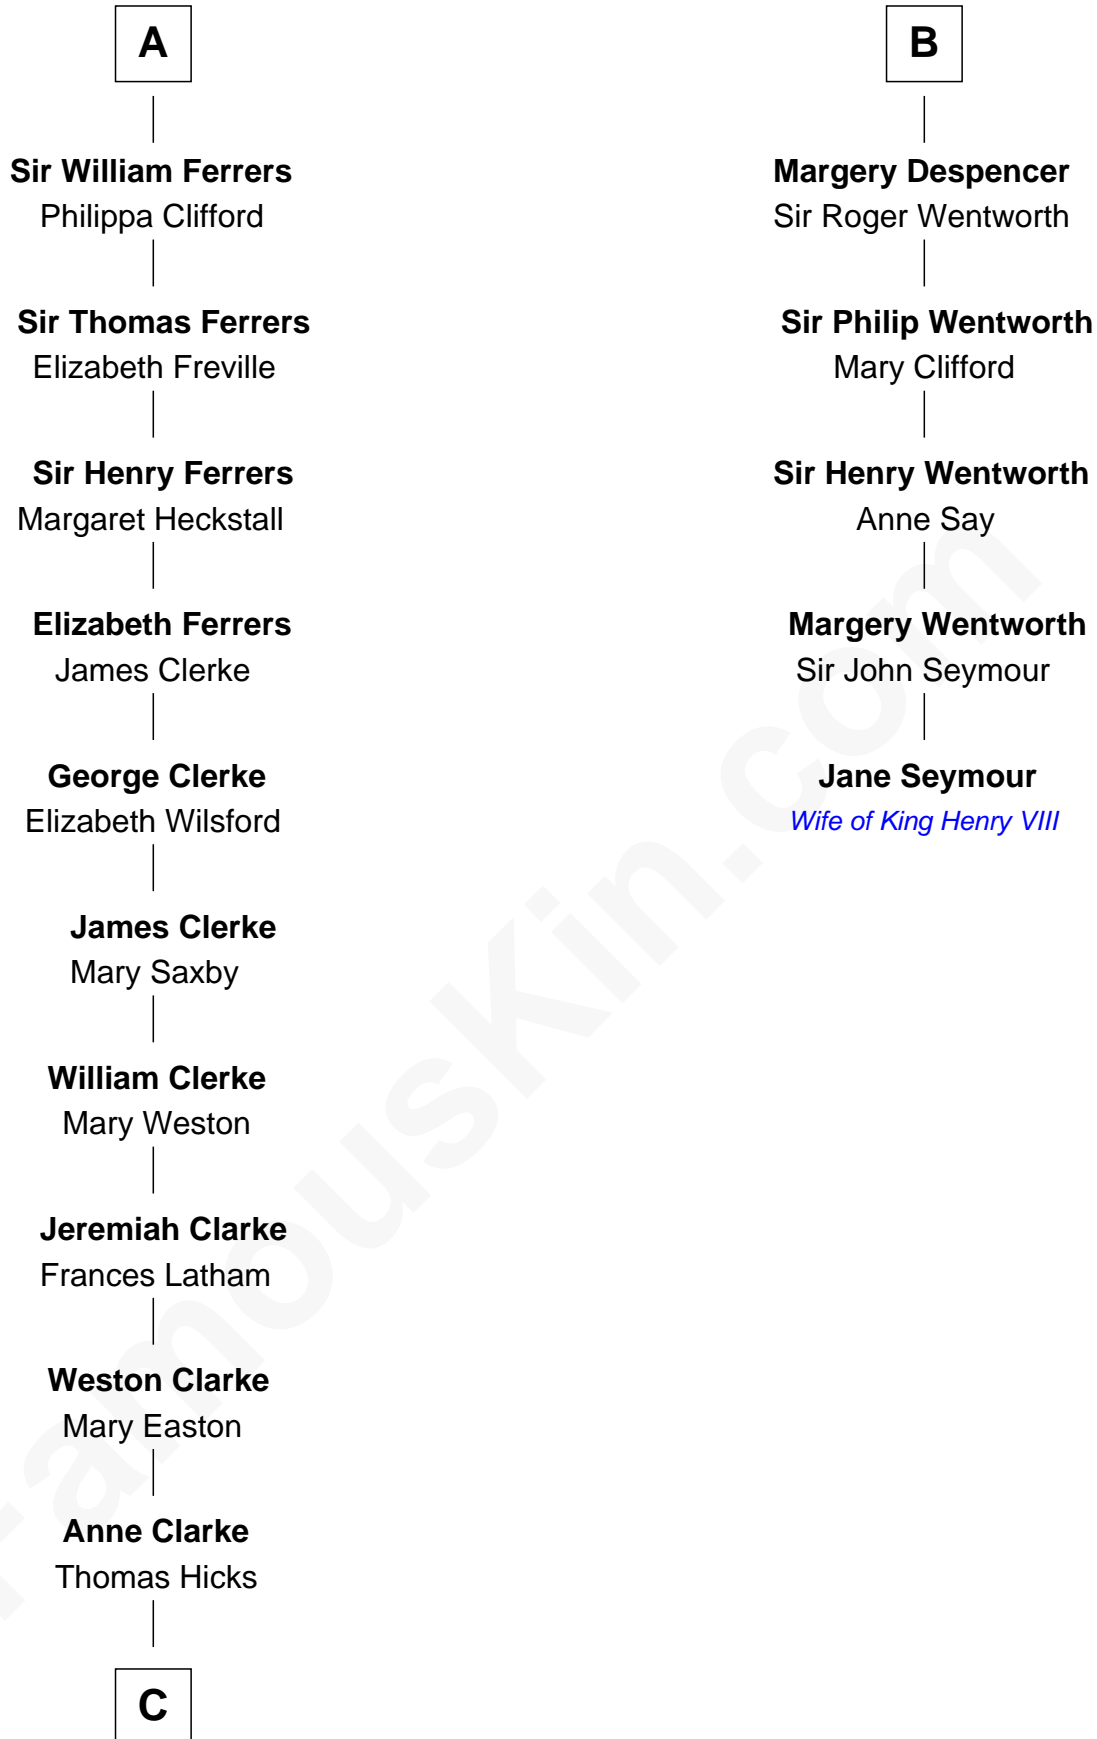 A
Sir William Ferrers
Philippa Clifford
Sir Thomas Ferrers
Elizabeth Freville
Sir Henry Ferrers
Margaret Heckstall
Elizabeth Ferrers
James Clerke
George Clerke
Elizabeth Wilsford
James Clerke
Mary Saxby
William Clerke
Mary Weston
Jeremiah Clarke
Frances Latham
Weston Clarke
Mary Easton
Anne Clarke
Thomas Hicks
C
B
Margery Despencer
Sir Roger Wentworth
Sir Philip Wentworth
Mary Clifford
Sir Henry Wentworth
Anne Say
Margery Wentworth
Sir John Seymour
Jane Seymour
Wife of King Henry VIII
FamousKin.com